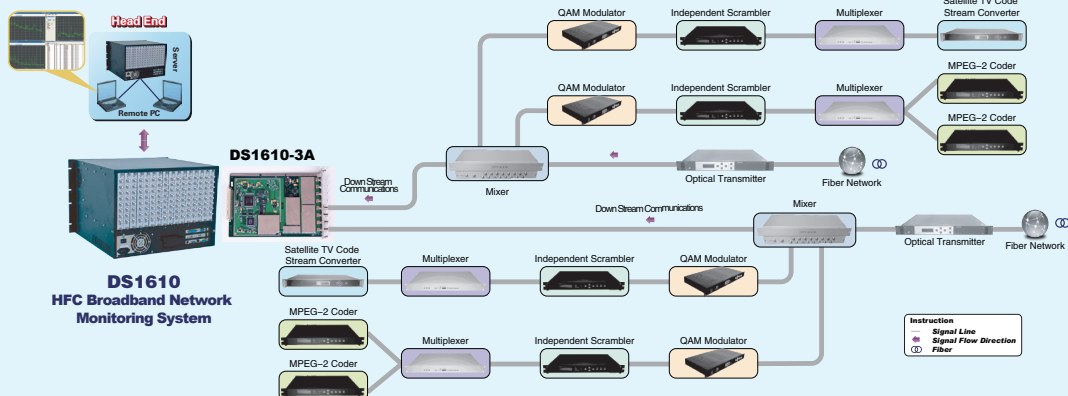 Head End
Server
Remote PC
QAM Modulator
Independent Scrambler
Multiplexer
Satellite TV Code
Stream Converter
QAM Modulator
Independent Scrambler
Multiplexer
MPEG-2 Coder
MPEG-2 Coder
DS1610-3A
Down Stream
Communications
Mixer
Optical Transmitter
Fiber Network
Down Stream Communications
Mixer
Optical Transmitter
Fiber Network
DS1610
HFC Broadband Network
Monitoring System
Satellite TV Code
Stream Converter
Multiplexer
Independent Scrambler
QAM Modulator
MPEG-2 Coder
MPEG-2 Coder
Multiplexer
Independent Scrambler
QAM Modulator
Instruction
Signal Line
Signal Flow Direction
Fiber